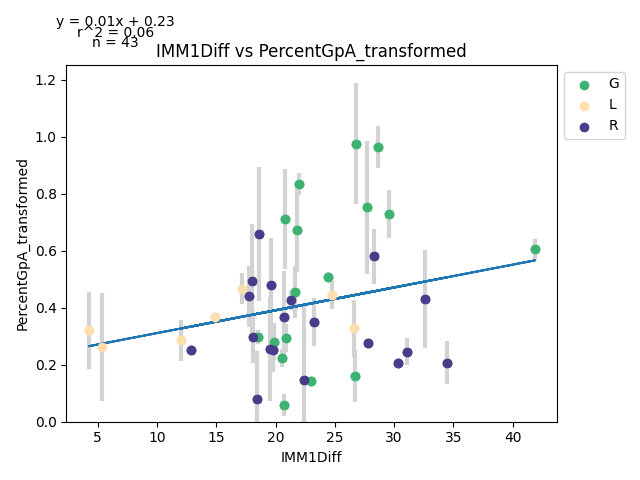 y = 0.01x + 0.23
r^2 = 0.06
n = 43
IMM1Diff vs PercentGpA_transformed
1.2
1.0
0.8
0.6
0.4
0.2
0.0
PercentGpA_transformed
5 10 15 20 25 30 35 40
IMM1Diff
G
L
R